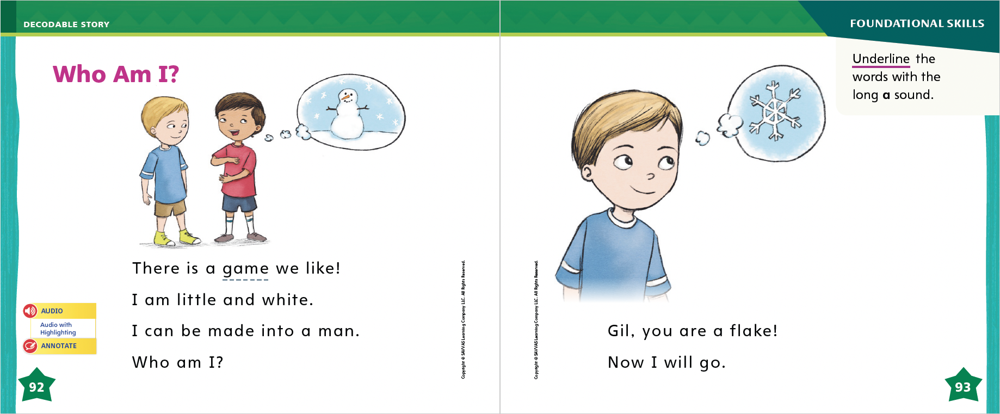 DECODABLE STORY
Who Am I?
There is a game we like!
I am little and white.
I can be made into a man.
Who am I?
AUDIO
Audio with
Highlighting
ANNOTATE
92
Copyright © SAVVAS Learning Company LLC. All Rights Reserved.
FOUNDATIONAL SKILLS
Underline the
words with the
long a sound.
Copyright © SAVVAS Learning Company LLC. All Rights Reserved.
Gil, you are a flake!
Now I will go.
93